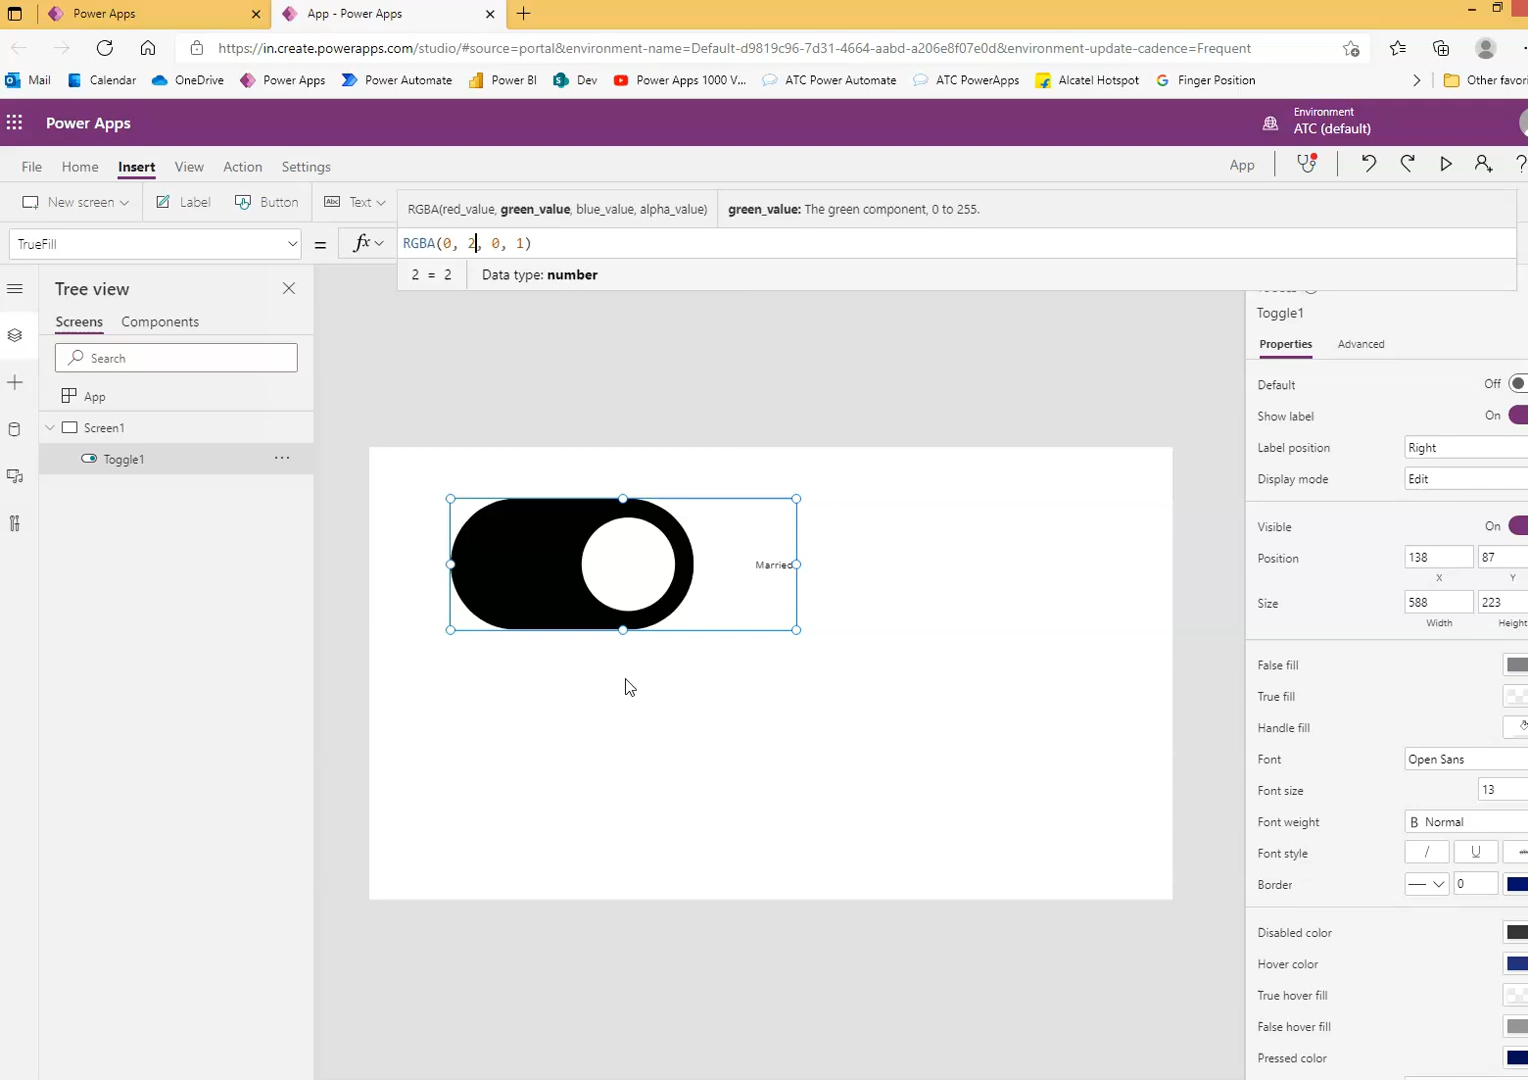 Power Apps
App - Power Apps
https://in.create.powerapps.com/studio/#source=portal&environment-name=Default-d9819c96-7d31-4664-aabd-a206e8f07e0d&environment-update-cadence=Frequent
Mail Calendar OneDrive Power Apps Power Automate Power BI Dev Power Apps 1000 V... ATC Power Automate ATC PowerApps Alcatel Hotspot Finger Position Other favori
Power Apps
Environment
ATC (default)
File Home Insert View Action Settings App
New screen Label Button Abc Text
RGBA(red_value, green_value, blue_value, alpha_value) green_value: The green component, 0 to 255.
TrueFill = fx RGBA(0, 2, 0, 1)
2 = 2 Data type: number
Tree view
Screens Components
Search
App
Screen1
Toggle1 ...
Married
Toggle1
Properties Advanced
Default Off
Show label On
Label position Right
Display mode Edit
Visible On
Position 138 87
X Y
Size 588 223
Width Height
False fill
True fill
Handle fill
Font Open Sans
Font size 13
Font weight B Normal
Font style / U
Border 0
Disabled color
Hover color
True hover fill
False hover fill
Pressed color